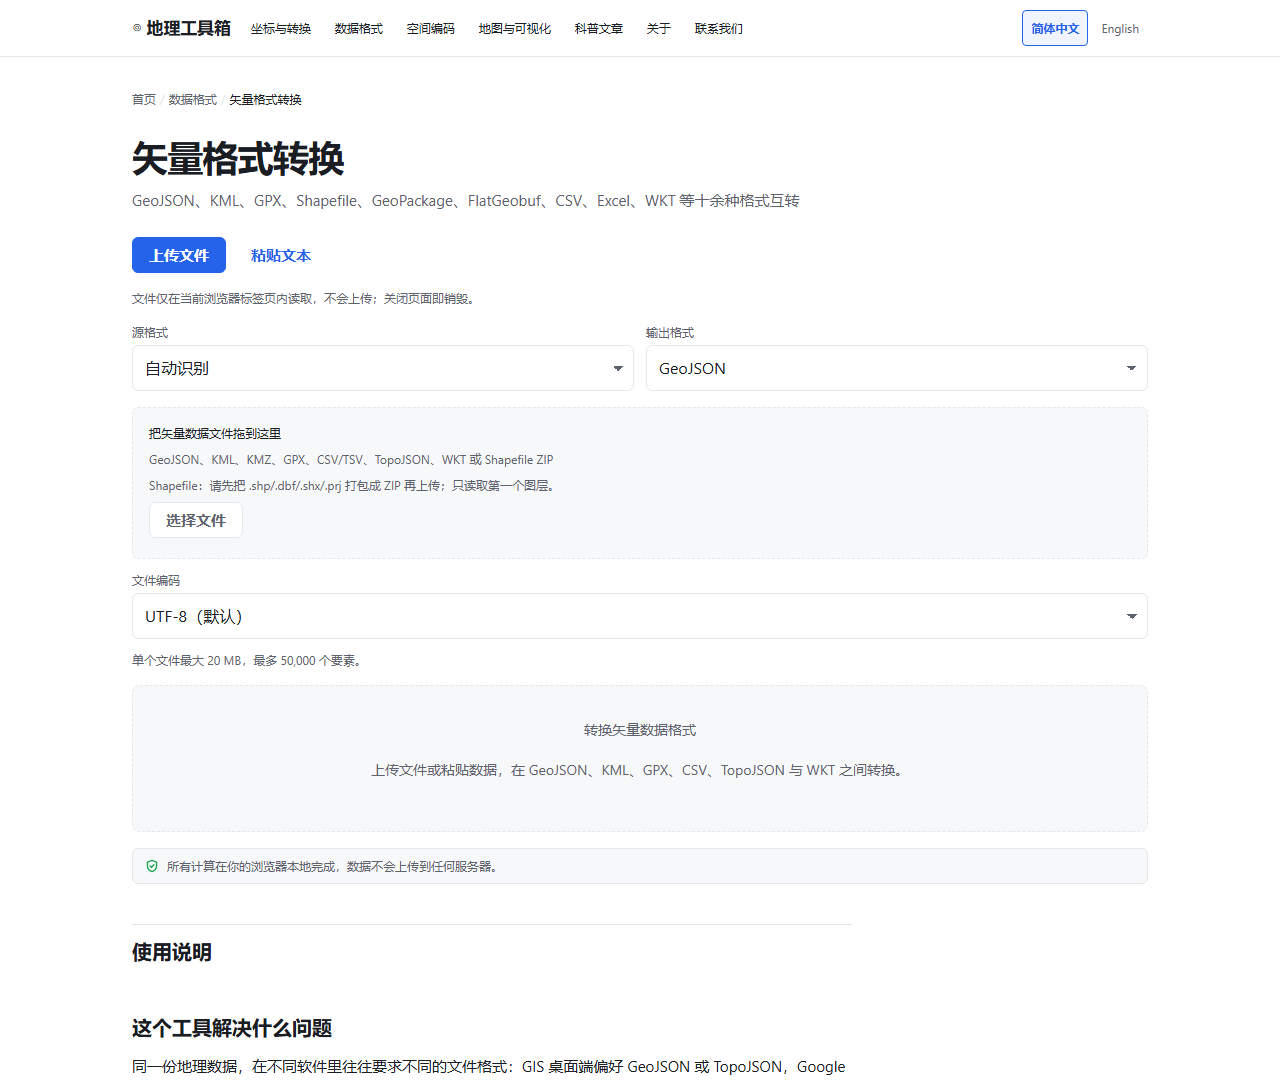 地理工具箱 坐标与转换 数据格式 空间编码 地图与可视化 科普文章 关于 联系我们 简体中文 English
首页 / 数据格式 / 矢量格式转换
矢量格式转换
GeoJSON、KML、GPX、Shapefile、GeoPackage、FlatGeobuf、CSV、Excel、WKT 等十余种格式互转
上传文件 粘贴文本
文件仅在当前浏览器标签页内读取，不会上传；关闭页面即销毁。
源格式 输出格式
自动识别 GeoJSON
把矢量数据文件拖到这里
GeoJSON、KML、KMZ、GPX、CSV/TSV、TopoJSON、WKT 或 Shapefile ZIP
Shapefile：请先把 .shp/.dbf/.shx/.prj 打包成 ZIP 再上传；只读取第一个图层。
选择文件
文件编码
UTF-8（默认）
单个文件最大 20 MB，最多 50,000 个要素。
转换矢量数据格式
上传文件或粘贴数据，在 GeoJSON、KML、GPX、CSV、TopoJSON 与 WKT 之间转换。
所有计算在你的浏览器本地完成，数据不会上传到任何服务器。
使用说明
这个工具解决什么问题
同一份地理数据，在不同软件里往往要求不同的文件格式：GIS 桌面端偏好 GeoJSON 或 TopoJSON，Google